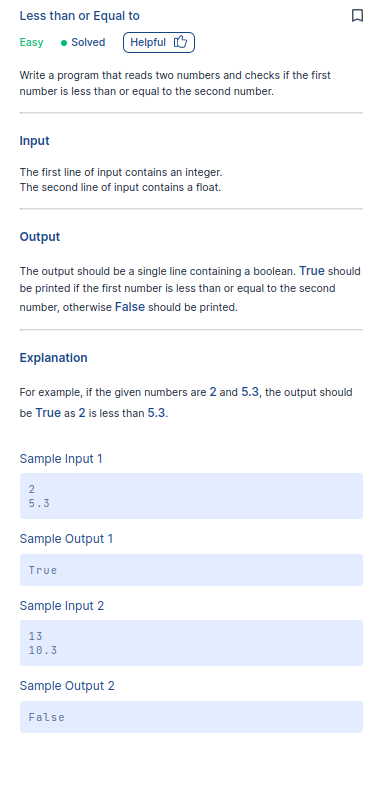 Less than or Equal to
Easy Solved Helpful
Write a program that reads two numbers and checks if the first
number is less than or equal to the second number.
Input
The first line of input contains an integer.
The second line of input contains a float.
Output
The output should be a single line containing a boolean. True should
be printed if the first number is less than or equal to the second
number, otherwise False should be printed.
Explanation
For example, if the given numbers are 2 and 5.3, the output should
be True as 2 is less than 5.3.
Sample Input 1
2
5.3
Sample Output 1
True
Sample Input 2
13
10.3
Sample Output 2
False